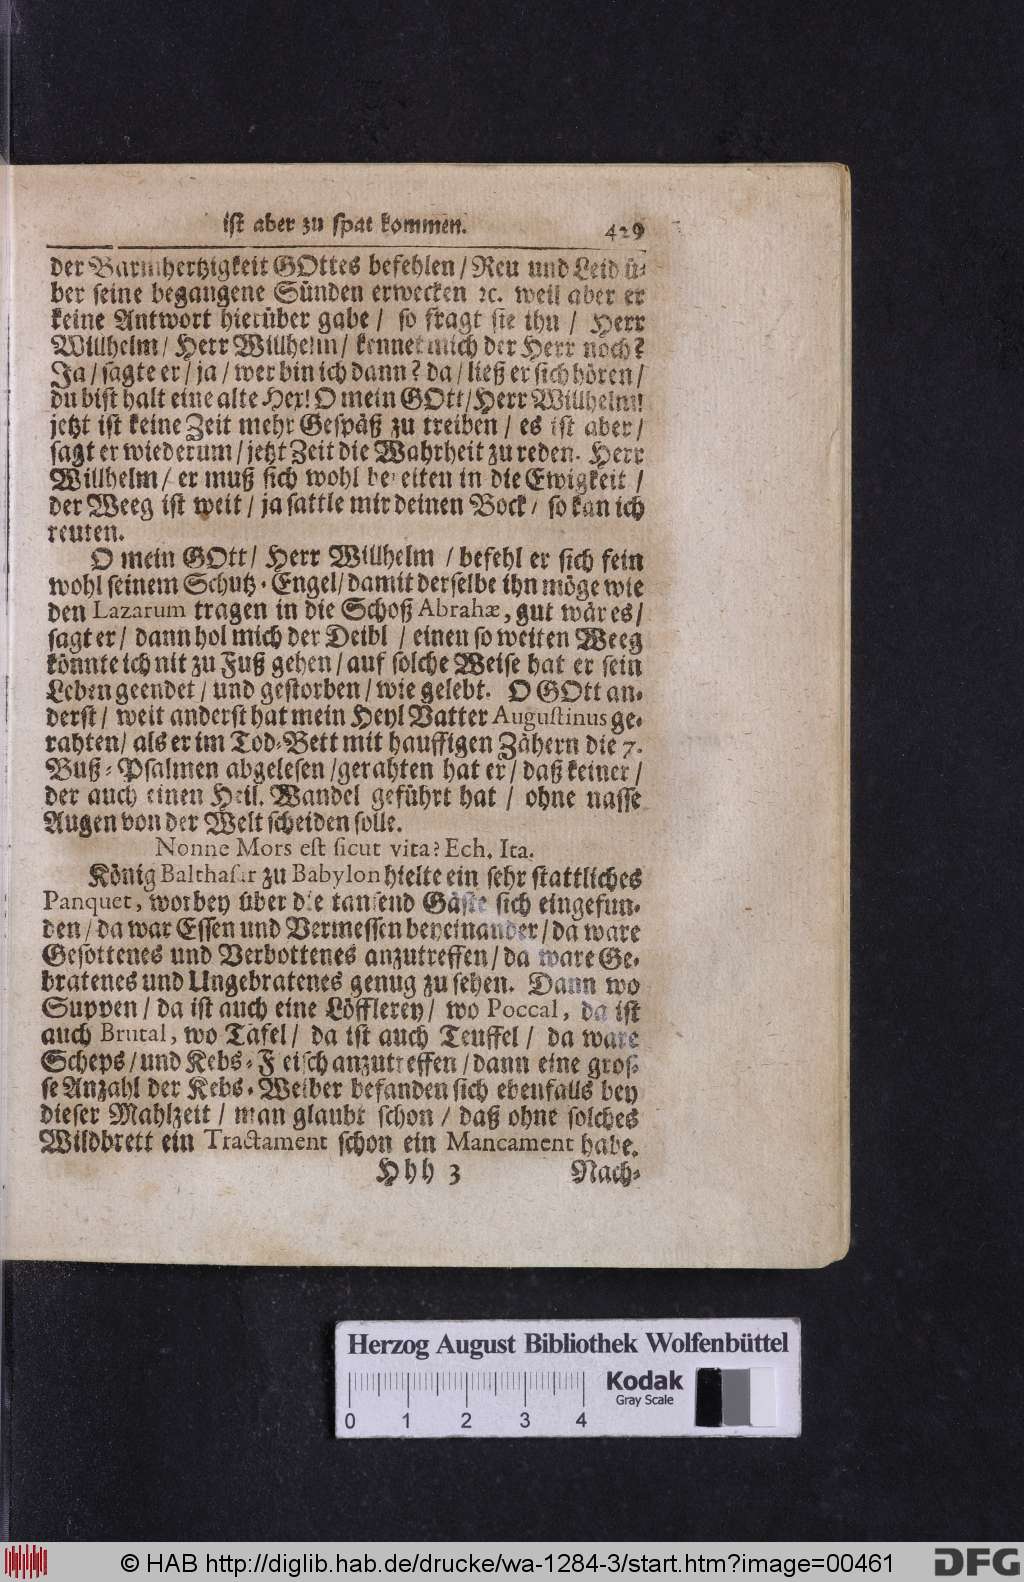 ist aber zu spat kommen. 429
der Barmhertzigkeit GOttes befehlen / Reu und Leid ü-
ber seine begangene Sünden erwecken ꝛc. weil aber er
keine Antwort hierüber gabe / so fragt sie ihn / Herr
Willhelm / Herr Willhelm / kennet mich der Herr noch?
Ja / sagte er / ja / wer bin ich dann? da / ließ er sich hören /
du bist halt eine alte Hex! O mein GOtt / Herr Willhelm!
jetzt ist keine Zeit mehr Gespäß zu treiben / es ist aber /
sagt er wiederum / jetzt Zeit die Wahrheit zu reden. Herr
Willhelm / er muß sich wohl bereiten in die Ewigkeit /
der Weeg ist weit / ja sattle mir deinen Bock / so kan ich
reuten.
O mein GOtt / Herr Willhelm / befehl er sich fein
wohl seinem Schutz-Engel / damit derselbe ihn möge wie
den Lazarum tragen in die Schoß Abrahæ, gut wär es /
sagt er / dann hol mich der Deibl / einen so weiten Weeg
könnte ich nit zu Fuß gehen / auf solche Weise hat er sein
Leben geendet / und gestorben / wie gelebt. O GOtt an-
derst / weit anderst hat mein Heyl Vatter Augustinus ge-
rahten / als er im Tod-Bett mit hauffigen Zähern die 7.
Buß-Psalmen abgelesen / gerahten hat er / daß keiner /
der auch einen Heil. Wandel geführt hat / ohne nasse
Augen von der Welt scheiden solle.
Nonne Mors est sicut vita? Ech. Ita.
König Balthasar zu Babylon hielte ein sehr stattliches
Panquet, worbey über die tausend Gäste sich eingefun-
den / da war Essen und Vermessen beyeinander / da ware
Gesottenes und Verbottenes anzutreffen / da ware Ge-
bratenes und Ungebratenes genug zu sehen. Dann wo
Suppen / da ist auch eine Löfflerey / wo Poccal, da ist
auch Brutal, wo Tafel / da ist auch Teuffel / da ware
Scheps / und Kebs-Fleisch anzutreffen / dann eine gros-
se Anzahl der Kebs-Weiber befanden sich ebenfalls bey
dieser Mahlzeit / man glaubt schon / daß ohne solches
Wildbrett ein Tractament schon ein Mancament habe.
Hhh 3 Nach-
Herzog August Bibliothek Wolfenbüttel
Kodak
Gray Scale
0 1 2 3 4
© HAB http://diglib.hab.de/drucke/wa-1284-3/start.htm?image=00461
DFG